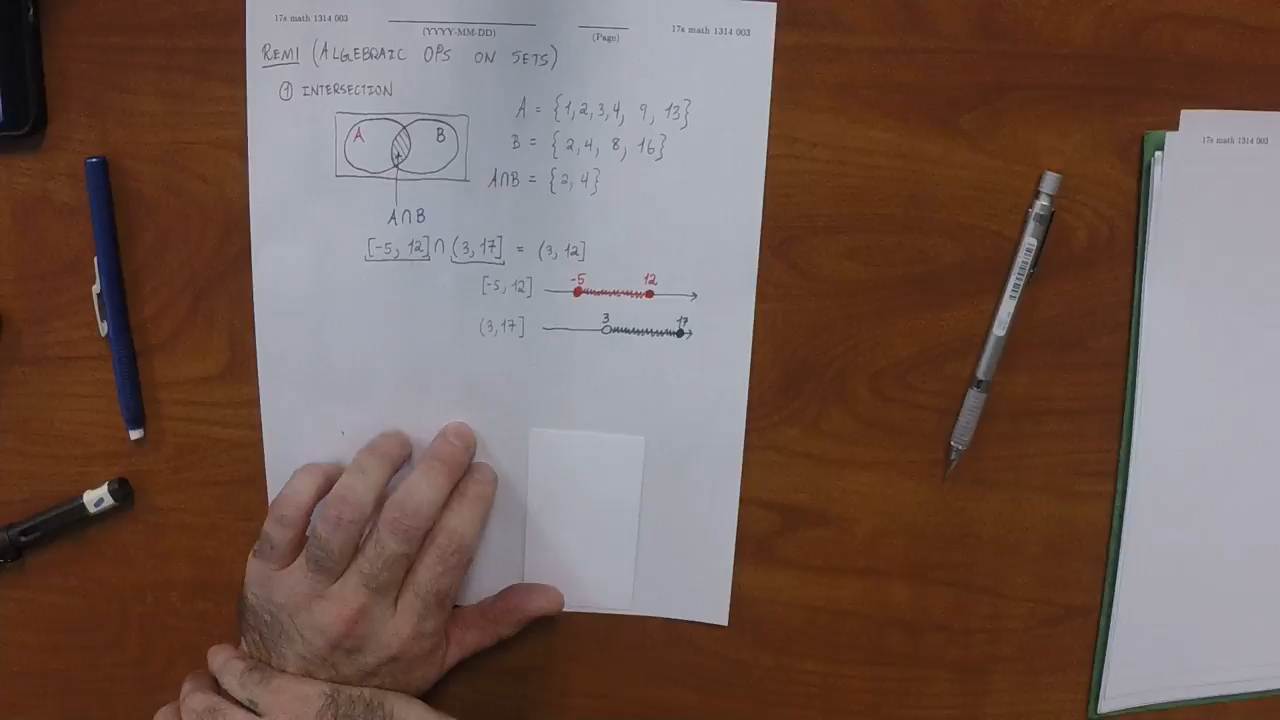 17s math 1314 003
(YYYY-MM-DD)
(Page)
17s math 1314 003
REM1 (ALGEBRAIC OPS ON SETS)
① INTERSECTION
A B
A∩B
A = {1, 2, 3, 4, 9, 13}
B = {2, 4, 8, 16}
A∩B = {2, 4}
[-5, 12] ∩ (3, 17] = (3, 12]
[-5, 12] -5 12
(3, 17] 3 17
17s math 1314 003